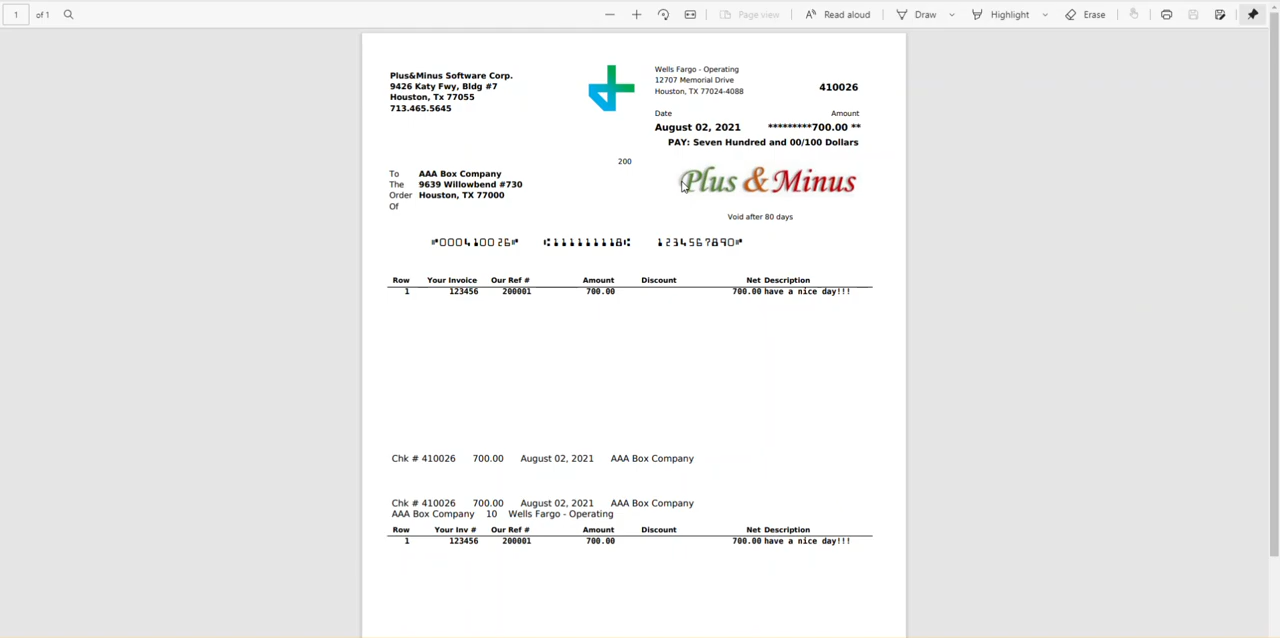 1 of 1 Page view Read aloud Draw Highlight Erase
Plus&Minus Software Corp.
9426 Katy Fwy, Bldg #7
Houston, Tx 77055
713.465.5645
Wells Fargo - Operating
12707 Memorial Drive
Houston, TX 77024-4088
410026
Date Amount
August 02, 2021 *********700.00 **
PAY: Seven Hundred and 00/100 Dollars
200
To AAA Box Company
The 9639 Willowbend #730
Order Houston, TX 77000
Of
Plus & Minus
Void after 80 days
⑈000410026⑈ ⑆111111118⑆ 1234567890⑈
Row Your Invoice Our Ref # Amount Discount Net Description
1 123456 200001 700.00 700.00 have a nice day!!!
Chk # 410026 700.00 August 02, 2021 AAA Box Company
Chk # 410026 700.00 August 02, 2021 AAA Box Company
AAA Box Company 10 Wells Fargo - Operating
Row Your Inv # Our Ref # Amount Discount Net Description
1 123456 200001 700.00 700.00 have a nice day!!!